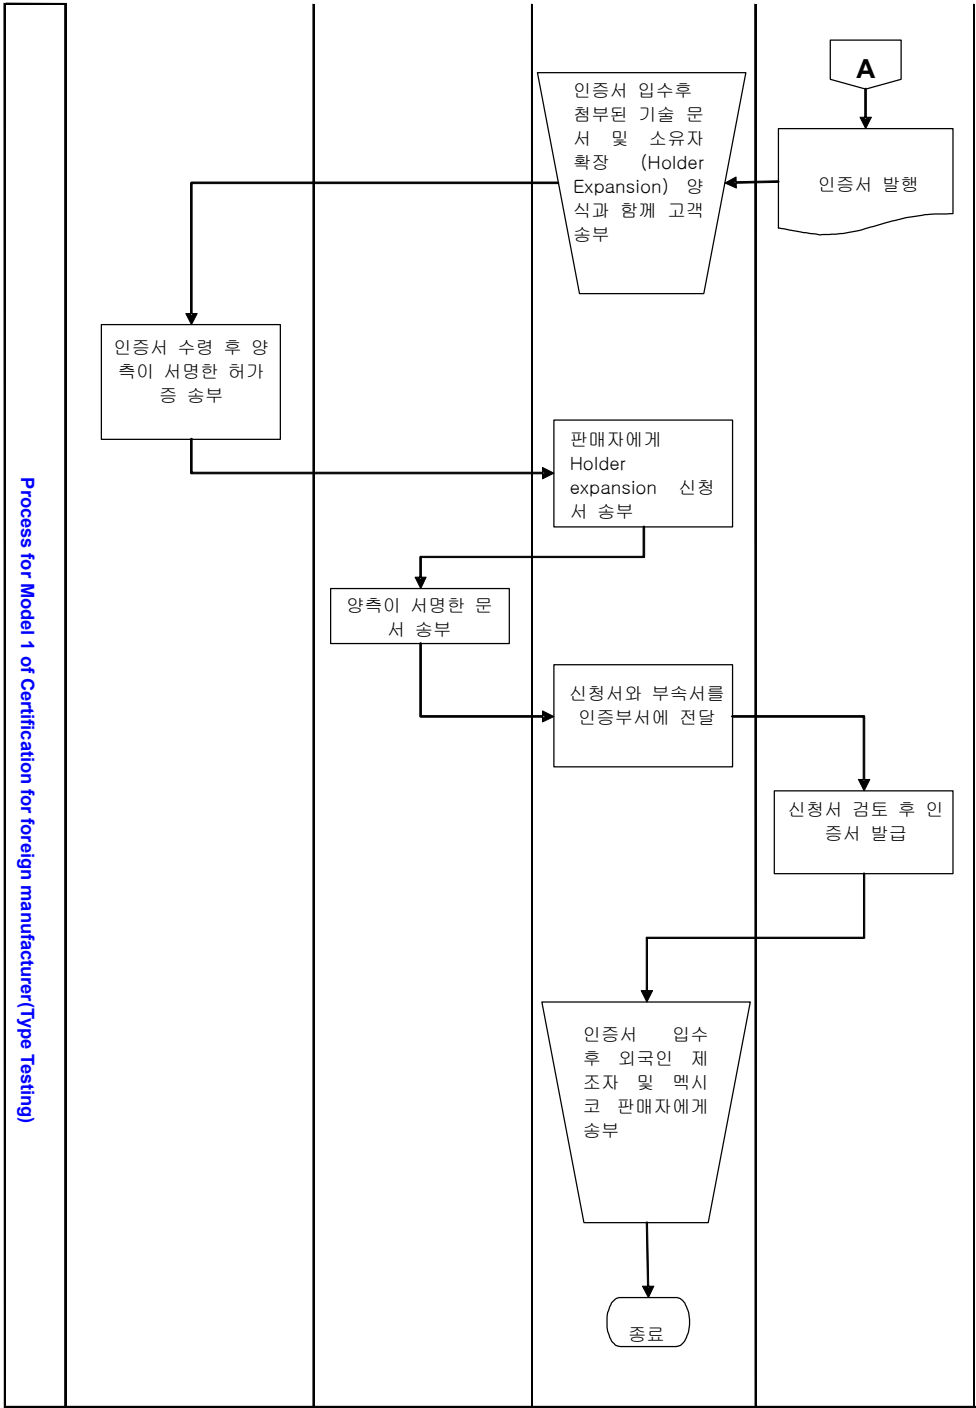 A
인증서 발행
인증서 입수후
첨부된 기술 문
서 및 소유자
확장 (Holder
Expansion) 양
식과 함께 고객
송부
인증서 수령 후 양
측이 서명한 허가
증 송부
판매자에게
Holder
expansion 신청
서 송부
양측이 서명한 문
서 송부
신청서와 부속서를
인증부서에 전달
신청서 검토 후 인
증서 발급
인증서 입수
후 외국인 제
조자 및 멕시
코 판매자에게
송부
종료
Process for Model 1 of Certification for foreign manufacturer(Type Testing)